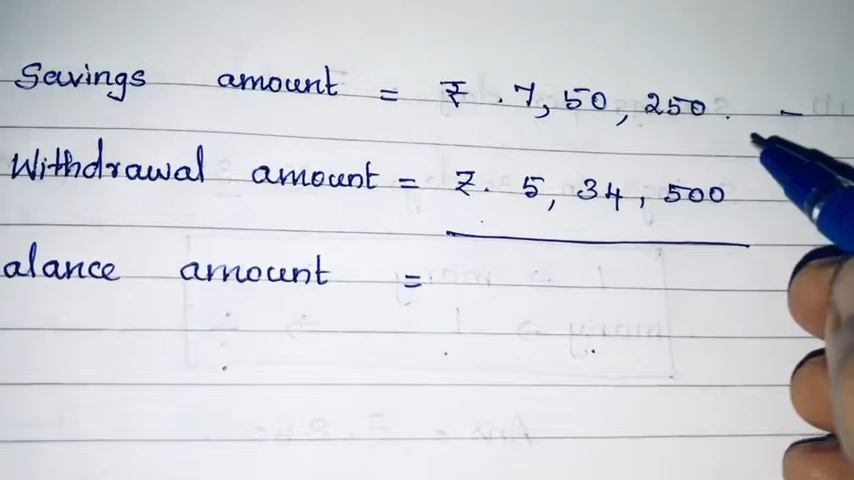 Savings amount = ₹. 7,50,250. -
Withdrawal amount = ₹. 5,34,500
alance amount =